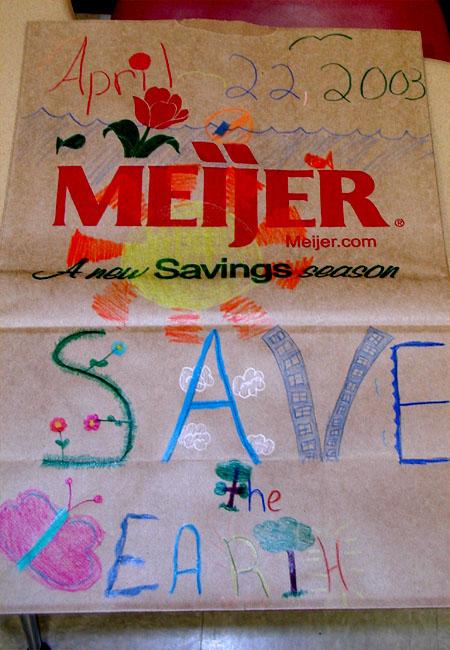 April 22 2003
MEIJER®
Meijer.com
A new Savings season
SAVE
the
EARTH